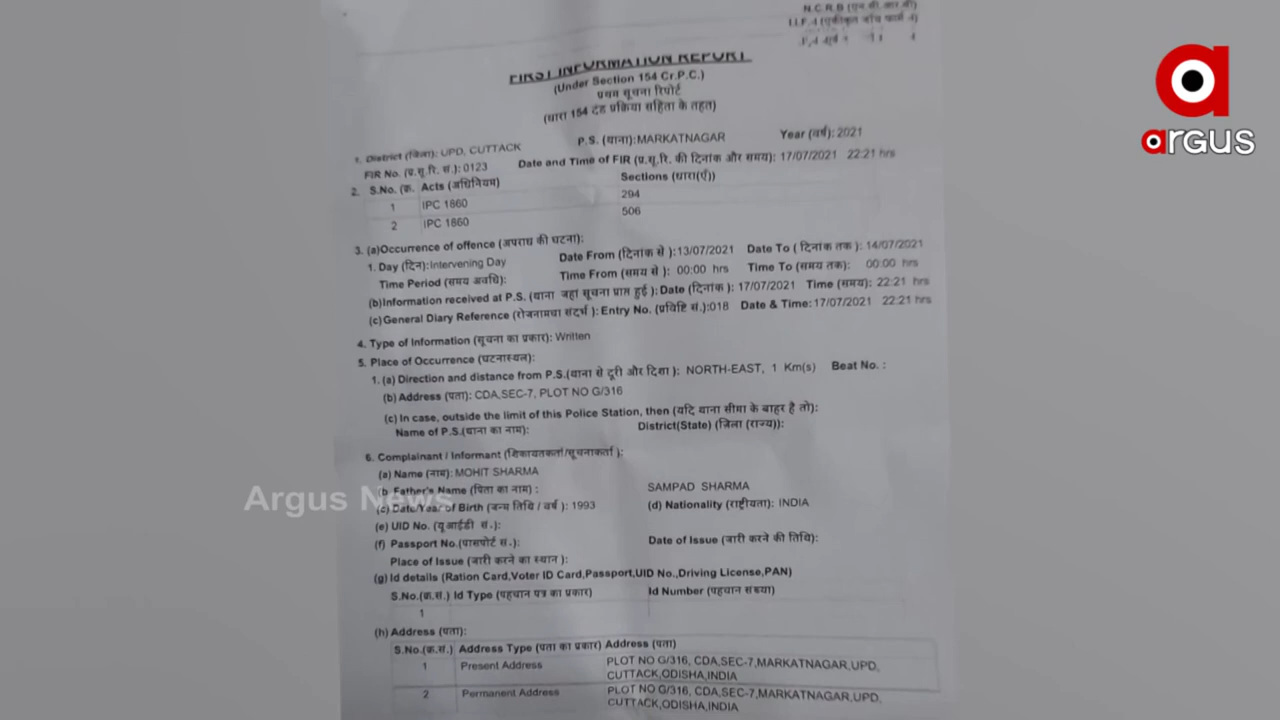 N.C.R.B (एन.सी.आर.बी)
I.I.F.-I (एकीकृत जाँच फार्म -I)
argus
FIRST INFORMATION REPORT
(Under Section 154 Cr.P.C.)
प्रथम सूचना रिपोर्ट
(धारा 154 दंड प्रक्रिया संहिता के तहत)
1. District (जिला): UPD, CUTTACK P.S. (थाना): MARKATNAGAR Year (वर्ष): 2021
FIR No. (प्र.सू.रि. सं.): 0123 Date and Time of FIR (प्र.सू.रि. की दिनांक और समय): 17/07/2021 22:21 hrs
2. S.No. (क्र. Acts (अधिनियम) Sections (धारा(एँ))
1 IPC 1860 294
2 IPC 1860 506
3. (a)Occurrence of offence (अपराध की घटना):
1. Day (दिन):Intervening Day Date From (दिनांक से ):13/07/2021 Date To ( दिनांक तक ): 14/07/2021
Time Period (समय अवधि): Time From (समय से ): 00:00 hrs Time To (समय तक): 00:00 hrs
(b)Information received at P.S. (थाना जहां सूचना प्राप्त हुई ): Date (दिनांक ): 17/07/2021 Time (समय): 22:21 hrs
(c) General Diary Reference (रोजनामचा संदर्भ ): Entry No. (प्रविष्टि सं.):018 Date & Time:17/07/2021 22:21 hrs
4. Type of Information (सूचना का प्रकार): Written
5. Place of Occurrence (घटनास्थल):
1. (a) Direction and distance from P.S.(थाना से दूरी और दिशा ): NORTH-EAST, 1 Km(s) Beat No. :
(b) Address (पता): CDA,SEC-7, PLOT NO G/316
(c) In case, outside the limit of this Police Station, then (यदि थाना सीमा के बाहर है तो):
Name of P.S.(थाना का नाम): District(State) (जिला (राज्य)):
6. Complainant / Informant (शिकायतकर्ता/सूचनाकर्ता ):
(a) Name (नाम): MOHIT SHARMA
(b Father's Name (पिता का नाम) : SAMPAD SHARMA
Argus News
(c) Date/Year of Birth (जन्म तिथि / वर्ष ): 1993 (d) Nationality (राष्ट्रीयता): INDIA
(e) UID No. (यूआईडी सं.):
(f) Passport No.(पासपोर्ट सं.): Date of Issue (जारी करने की तिथि):
Place of Issue (जारी करने का स्थान ):
(g) Id details (Ration Card,Voter ID Card,Passport,UID No.,Driving License,PAN)
S.No.(क्र.सं.) Id Type (पहचान पत्र का प्रकार) Id Number (पहचान संख्या)
1
(h) Address (पता):
S.No.(क्र.सं.) Address Type (पता का प्रकार) Address (पता)
1 Present Address PLOT NO G/316, CDA,SEC-7,MARKATNAGAR,UPD,
CUTTACK,ODISHA,INDIA
2 Permanent Address PLOT NO G/316, CDA,SEC-7,MARKATNAGAR,UPD,
CUTTACK,ODISHA,INDIA